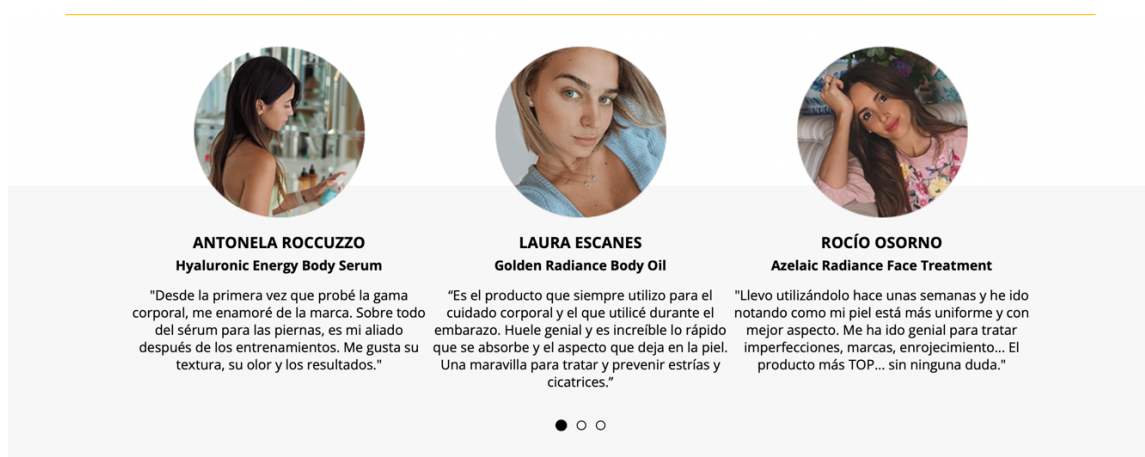 ANTONELA ROCCUZZO
Hyaluronic Energy Body Serum
"Desde la primera vez que probé la gama
corporal, me enamoré de la marca. Sobre todo
del sérum para las piernas, es mi aliado
después de los entrenamientos. Me gusta su
textura, su olor y los resultados."
LAURA ESCANES
Golden Radiance Body Oil
“Es el producto que siempre utilizo para el
cuidado corporal y el que utilicé durante el
embarazo. Huele genial y es increíble lo rápido
que se absorbe y el aspecto que deja en la piel.
Una maravilla para tratar y prevenir estrías y
cicatrices.”
ROCÍO OSORNO
Azelaic Radiance Face Treatment
"Llevo utilizándolo hace unas semanas y he ido
notando como mi piel está más uniforme y con
mejor aspecto. Me ha ido genial para tratar
imperfecciones, marcas, enrojecimiento... El
producto más TOP... sin ninguna duda."